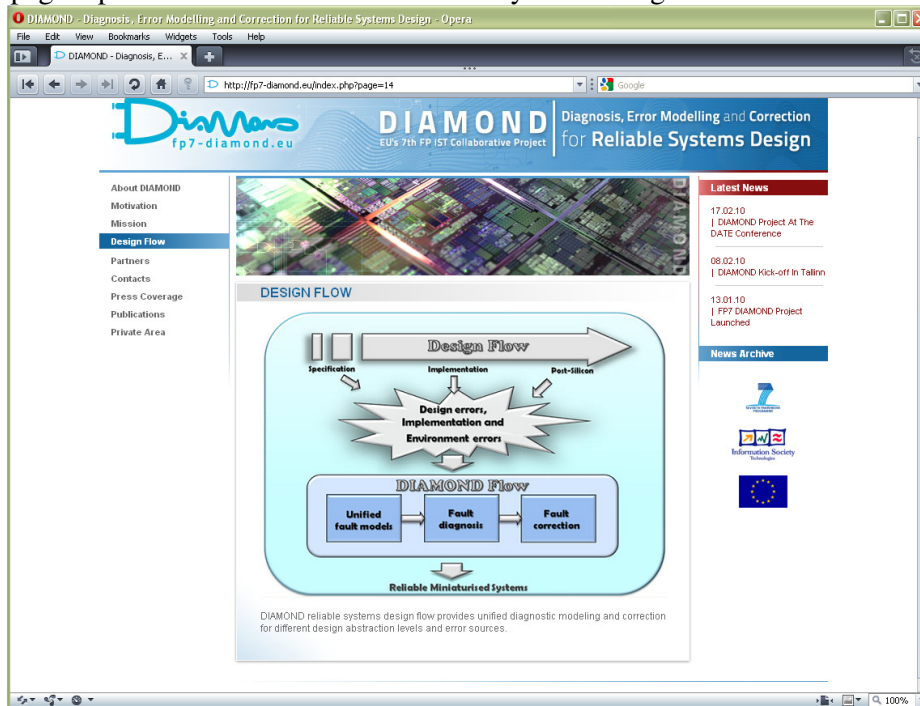 DIAMOND - Diagnosis, Error Modelling and Correction for Reliable Systems Design - Opera
File Edit View Bookmarks Widgets Tools Help
DIAMOND - Diagnosis, E...
http://fp7-diamond.eu/index.php?page=14
Google
Diamond
fp7-diamond.eu
DIAMOND
EU's 7th FP IST Collaborative Project
Diagnosis, Error Modelling and Correction
for Reliable Systems Design
About DIAMOND
Motivation
Mission
Design Flow
Partners
Contacts
Press Coverage
Publications
Private Area
DIAMOND
DESIGN FLOW
Design Flow
Specification
Implementation
Post-Silicon
Design errors,
Implementation and
Environment errors
DIAMOND Flow
Unified
fault models
Fault
diagnosis
Fault
correction
Reliable Miniaturised Systems
DIAMOND reliable systems design flow provides unified diagnostic modeling and correction
for different design abstraction levels and error sources.
Latest News
17.02.10
| DIAMOND Project At The
DATE Conference
08.02.10
| DIAMOND Kick-off In Tallinn
13.01.10
| FP7 DIAMOND Project
Launched
News Archive
SEVENTH FRAMEWORK
PROGRAMME
Information Society
Technologies
100%